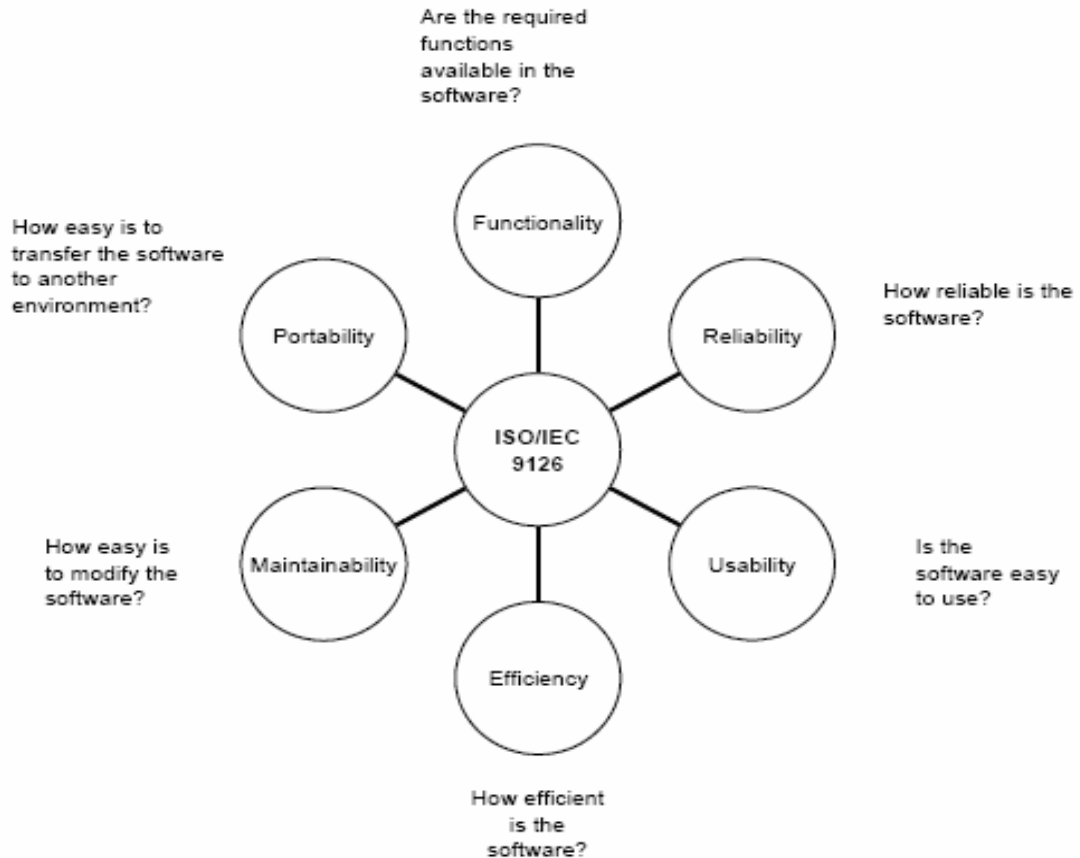 Are the required
functions
available in the
software?
Functionality
How easy is to
transfer the software
to another
environment?
Portability
Reliability
How reliable is the
software?
ISO/IEC
9126
How easy is
to modify the
software?
Maintainability
Usability
Is the
software easy
to use?
Efficiency
How efficient
is the
software?